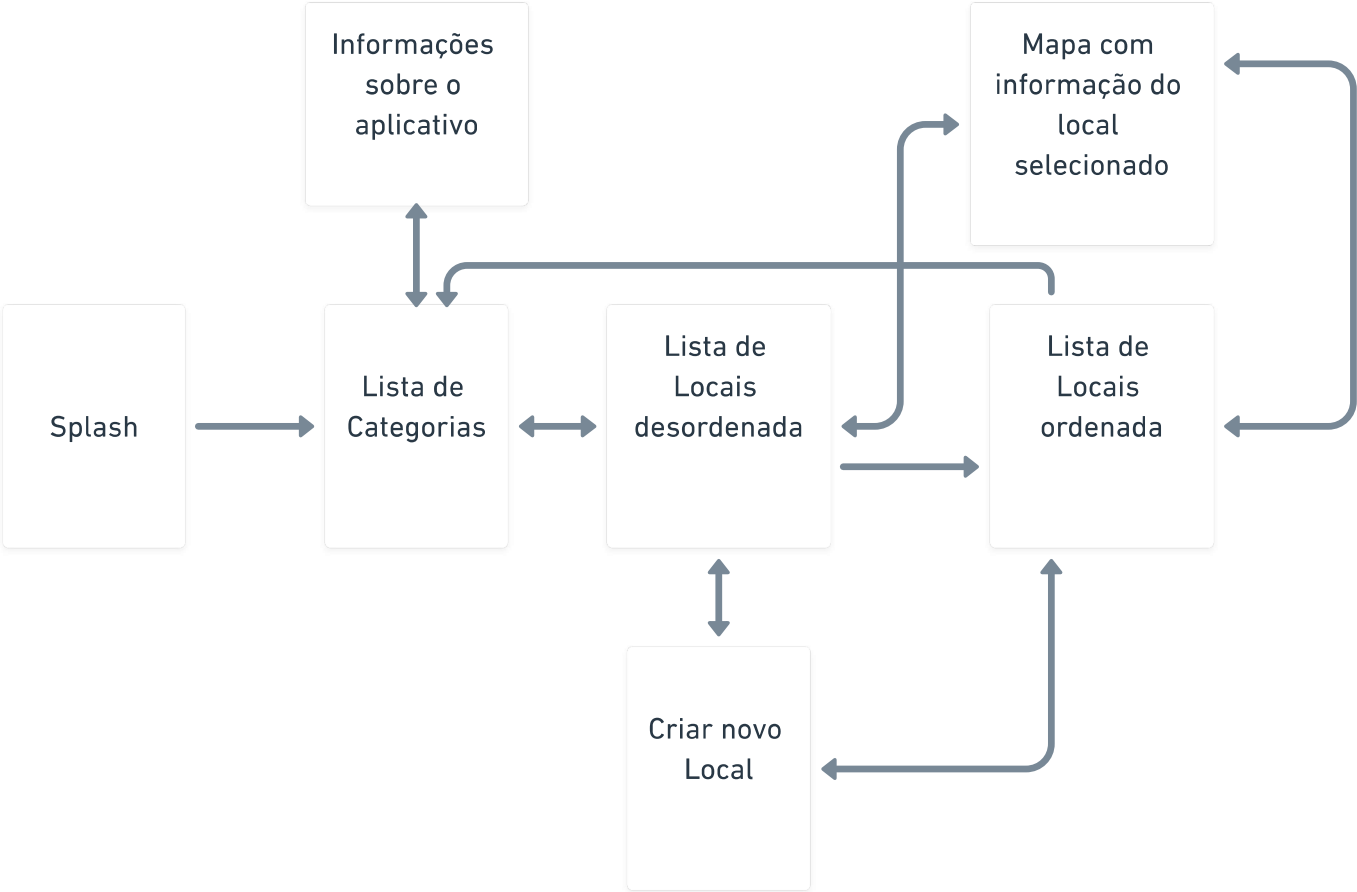 Informações
sobre o
aplicativo
Mapa com
informação do
local
selecionado
Splash
Lista de
Categorias
Lista de
Locais
desordenada
Lista de
Locais
ordenada
Criar novo
Local